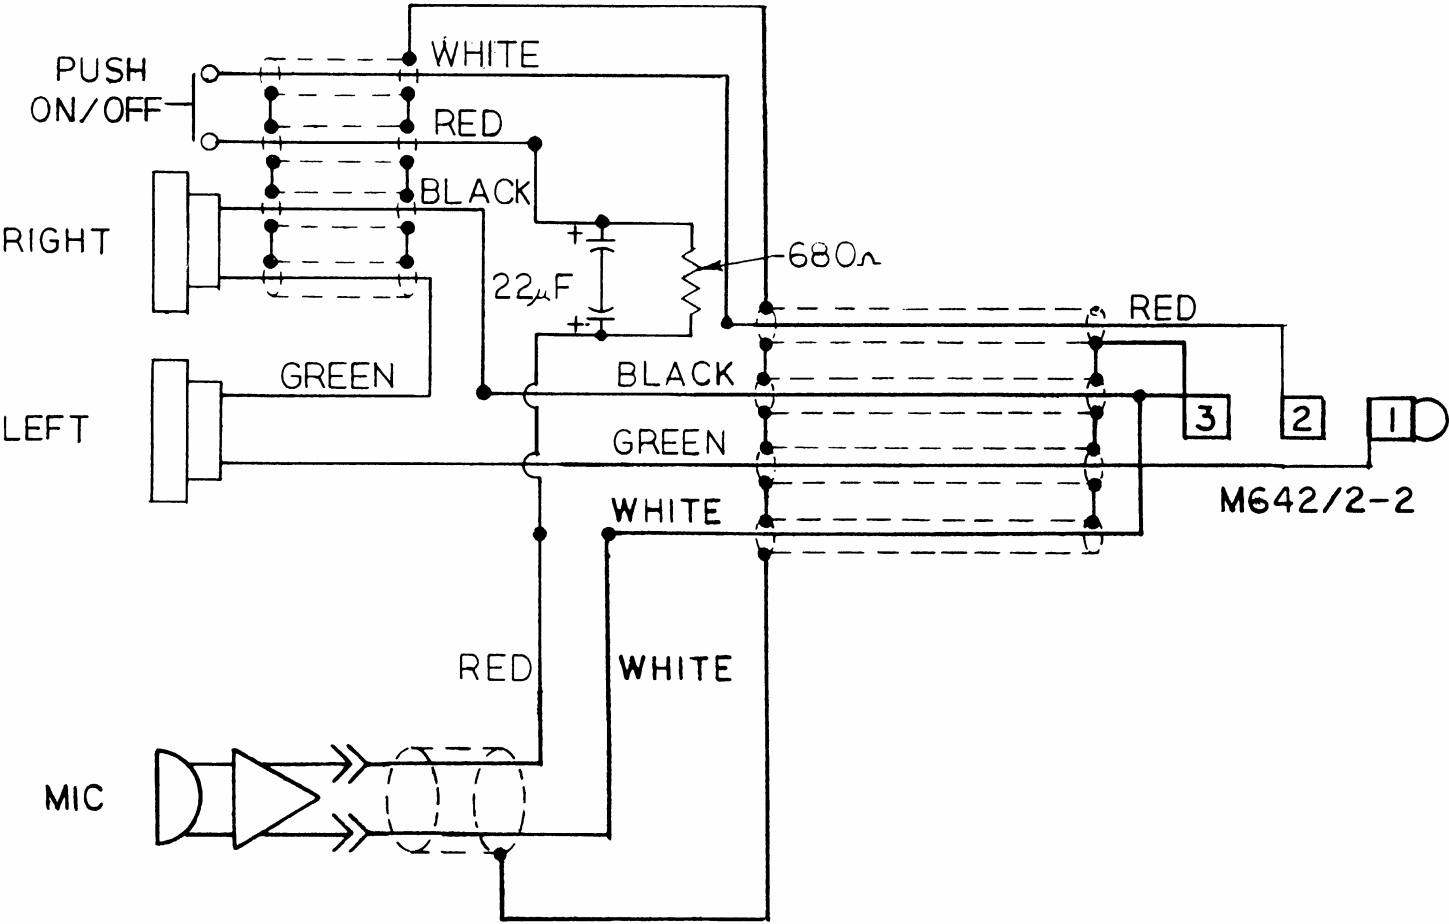 WHITE
PUSH
ON/OFF
RED
BLACK
RIGHT
+
680Ω
22μF
+
RED
GREEN
BLACK
LEFT
3
2
1
GREEN
M642/2-2
WHITE
RED
WHITE
MIC